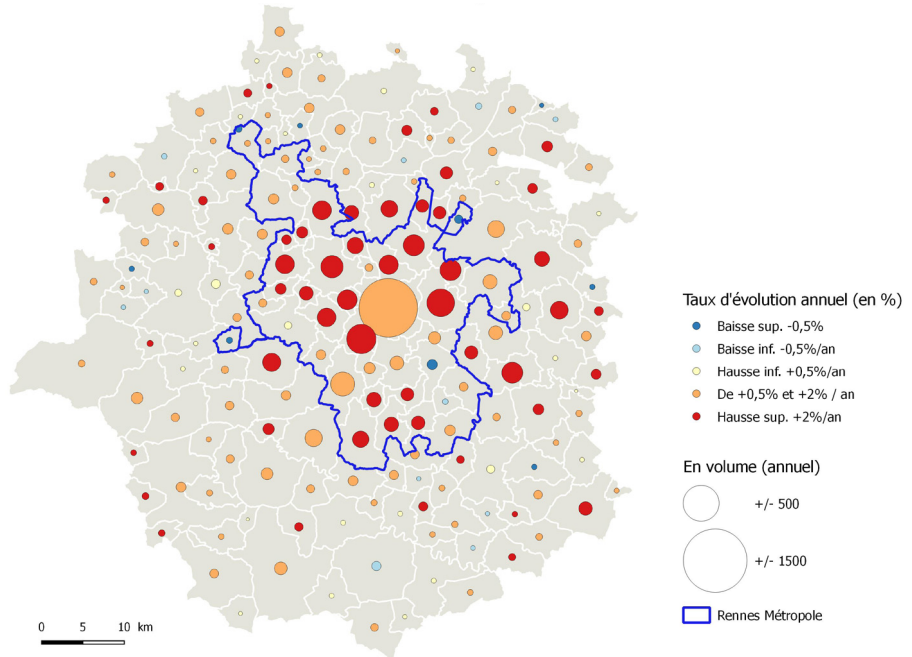 Taux d'évolution annuel (en %)
Baisse sup. -0,5%
Baisse inf. -0,5%/an
Hausse inf. +0,5%/an
De +0,5% et +2% / an
Hausse sup. +2%/an
En volume (annuel)
+/- 500
+/- 1500
Rennes Métropole
0 5 10 km